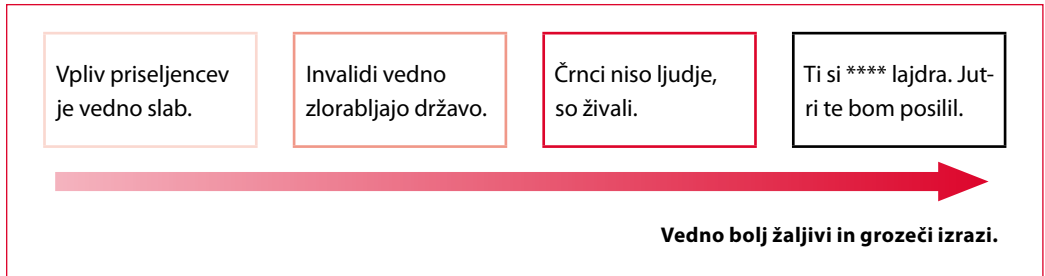 Vpliv priseljencev
je vedno slab.
Invalidi vedno
zlorabljajo državo.
Črnci niso ljudje,
so živali.
Ti si **** lajdra. Jut-
ri te bom posilil.
Vedno bolj žaljivi in grozeči izrazi.